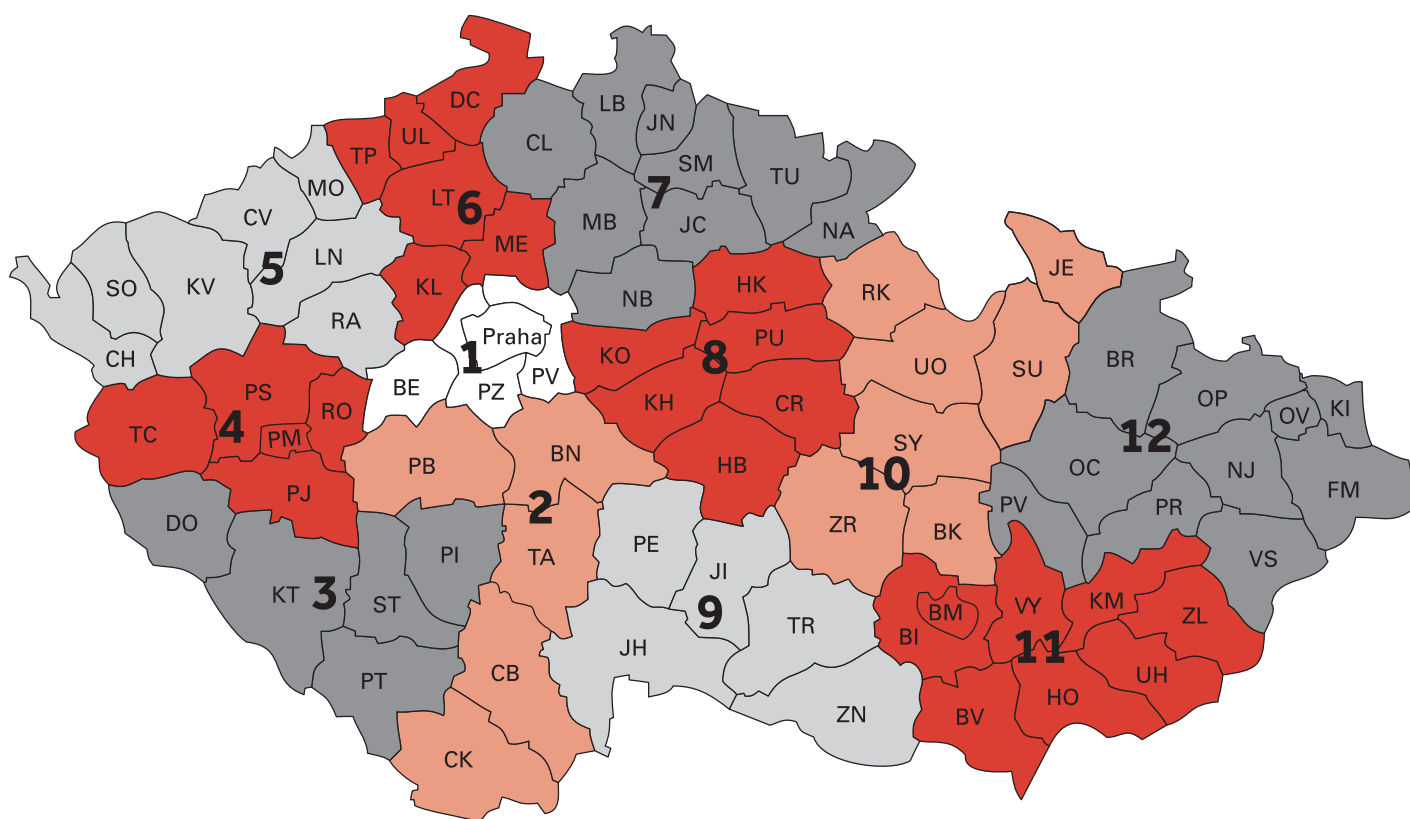 DC
LB
UL
JN
CL
TP
SM
TU
MO
LT
6
7
CV
MB
JC
NA
ME
LN
5
JE
SO
KV
KL
HK
RK
NB
RA
Praha
PU
KO
8
CH
1
BR
UO
SU
BE
PZ
PV
PS
OP
KI
RO
KH
CR
OV
TC
4
PM
SY
12
BN
HB
PB
10
OC
NJ
PJ
FM
2
PV
PR
DO
ZR
BK
PE
PI
TA
VS
JI
KT
3
ST
9
BM
VY
KM
ZL
TR
BI
JH
11
PT
CB
UH
HO
ZN
BV
CK